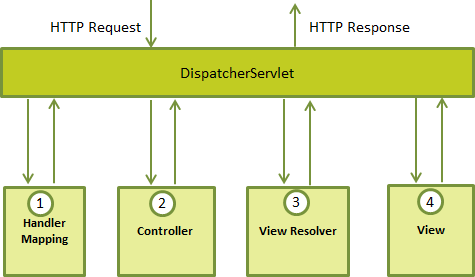 HTTP Request
HTTP Response
DispatcherServlet
1
Handler
Mapping
2
Controller
3
View Resolver
4
View